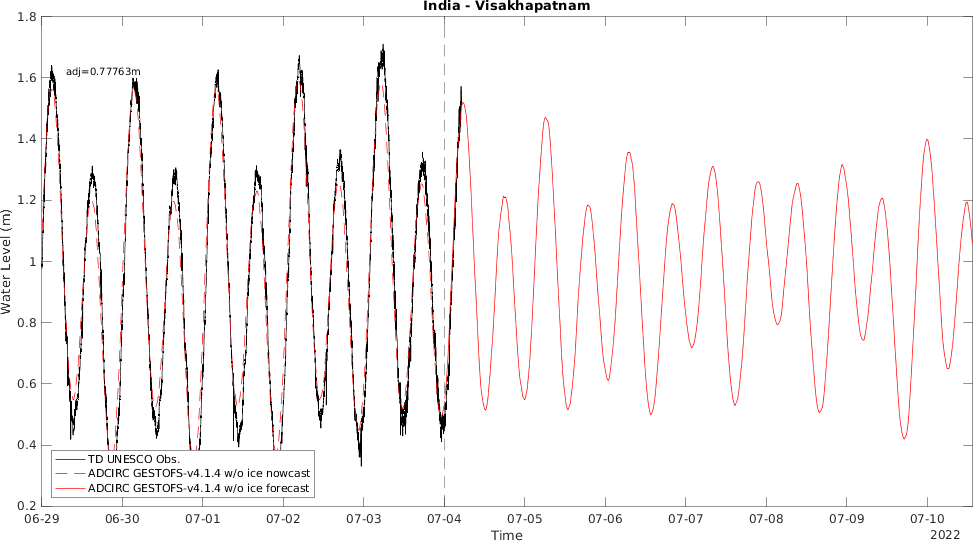 India - Visakhapatnam
1.8
1.6
1.4
1.2
1
0.8
0.6
0.4
0.2
Water Level (m)
adj=0.77763m
TD UNESCO Obs.
ADCIRC GESTOFS-v4.1.4 w/o ice nowcast
ADCIRC GESTOFS-v4.1.4 w/o ice forecast
06-29 06-30 07-01 07-02 07-03 07-04 07-05 07-06 07-07 07-08 07-09 07-10
Time
2022